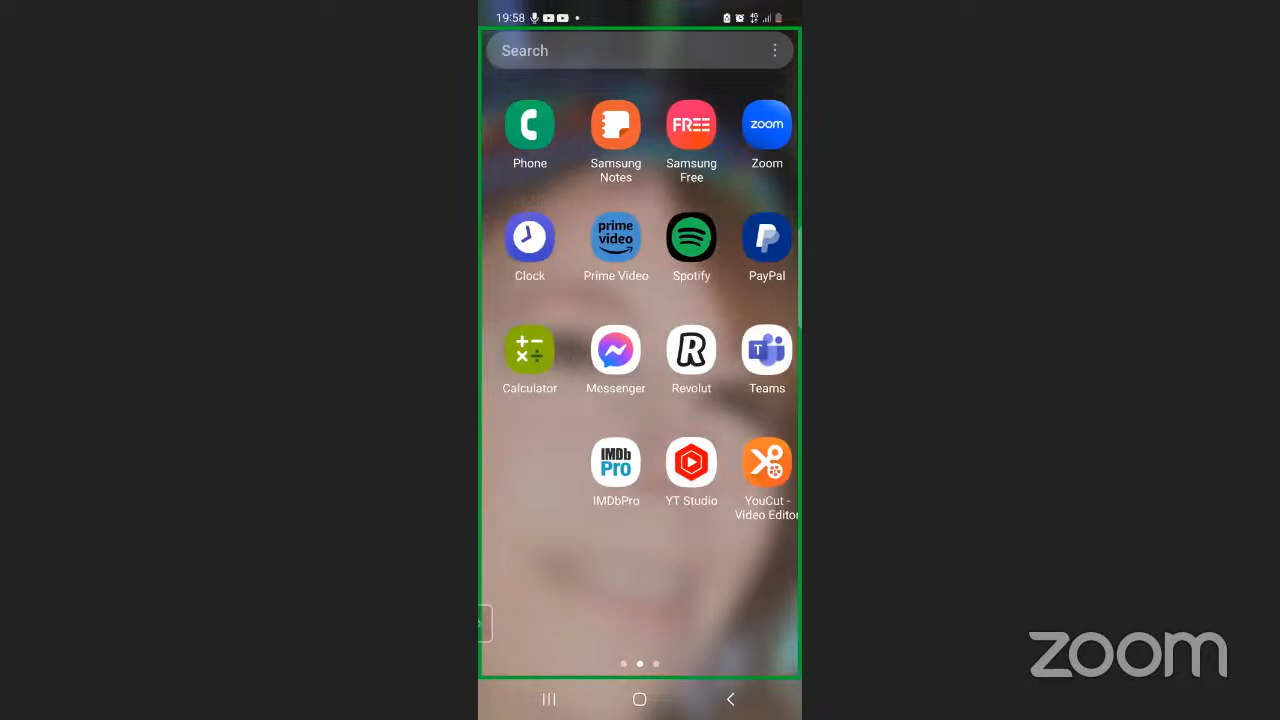 19:58
4G
Search
FREE
zoom
Phone
Samsung
Notes
Samsung
Free
Zoom
prime
video
Clock
Prime Video
Spotify
PayPal
R
T
Calculator
Messenger
Revolut
Teams
IMDb
Pro
IMDbPro
YT Studio
YouCut -
Video Editor
zoom